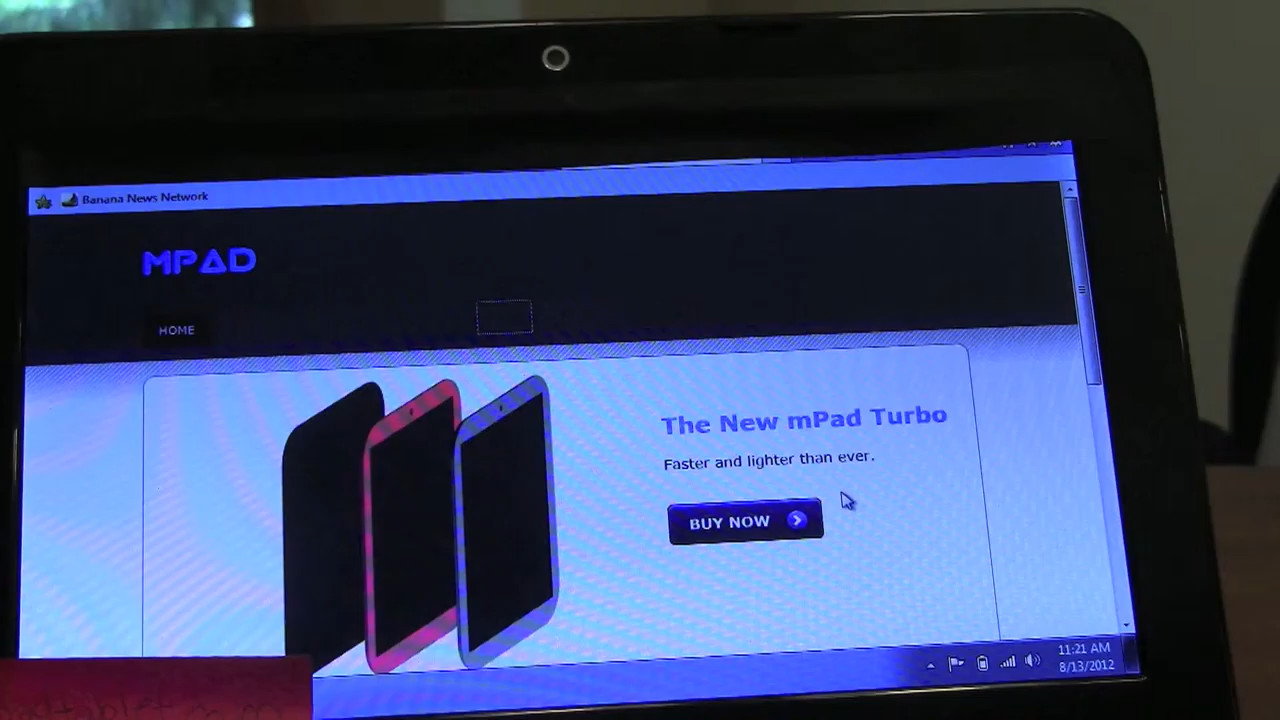 Banana News Network
MPAD
HOME
The New mPad Turbo
Faster and lighter than ever.
BUY NOW
11:21 AM
8/13/2012